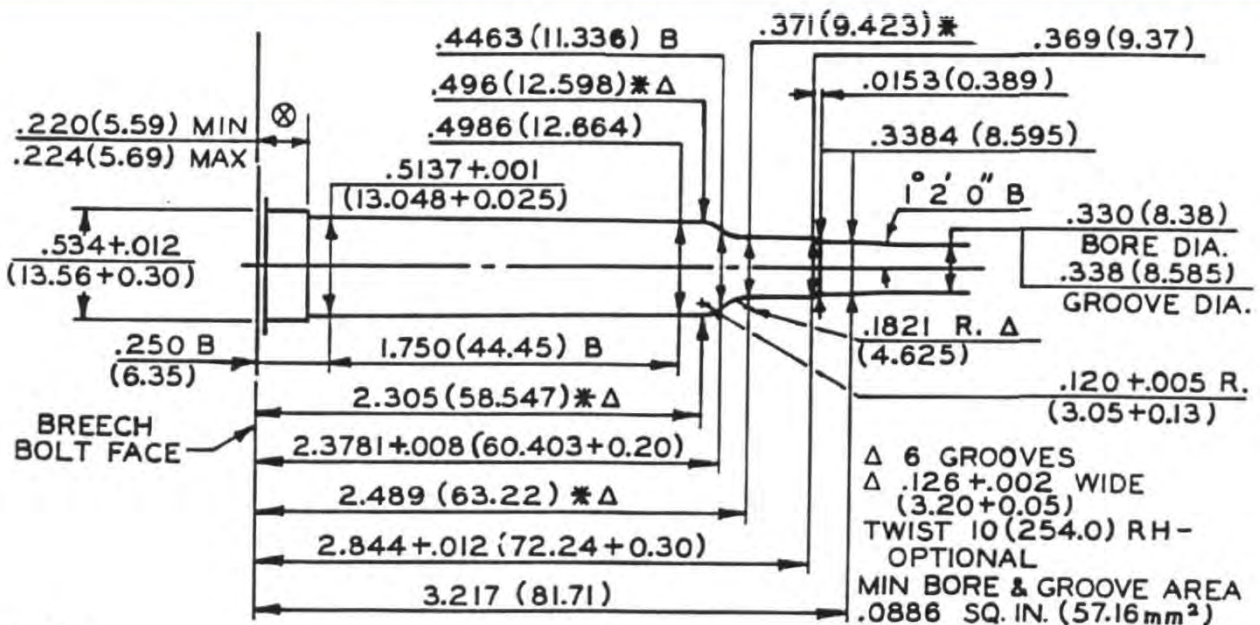 .4463 (11.336) B
.371 (9.423) ⁕
.496 (12.598) ⁕ Δ
.369 (9.37)
.4986 (12.664)
.0153 (0.389)
.220 (5.59) MIN
.224 (5.69) MAX
⊗
.3384 (8.595)
.5137+.001
(13.048+0.025)
1° 2' 0" B
.534+.012
(13.56+0.30)
.330 (8.38)
BORE DIA.
.338 (8.585)
GROOVE DIA.
.250 B
(6.35)
1.750 (44.45) B
.1821 R. Δ
(4.625)
2.305 (58.547) ⁕ Δ
.120 +.005 R.
(3.05+0.13)
BREECH
BOLT FACE
2.3781+.008 (60.403+0.20)
2.489 (63.22) ⁕ Δ
2.844+.012 (72.24+0.30)
3.217 (81.71)
Δ 6 GROOVES
Δ .126+.002 WIDE
(3.20+0.05)
TWIST 10 (254.0) RH-
OPTIONAL
MIN BORE & GROOVE AREA
.0886 SQ. IN. (57.16mm²)